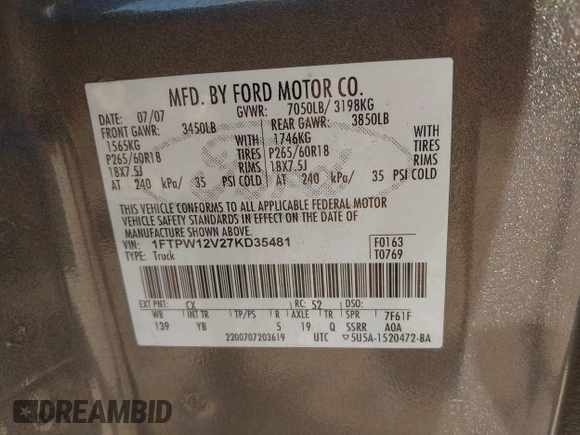 MFD. BY FORD MOTOR CO.
DATE: 07/07 GVWR: 7050LB/ 3198KG
FRONT GAWR: 3450LB REAR GAWR: 3850LB
1565KG WITH 1746KG WITH
P265/60R18 TIRES P265/60R18 TIRES
18X7.5J RIMS 18X7.5J RIMS
AT 240 kPa/ 35 PSI COLD AT 240 kPa/ 35 PSI COLD
THIS VEHICLE CONFORMS TO ALL APPLICABLE FEDERAL MOTOR
VEHICLE SAFETY STANDARDS IN EFFECT ON THE DATE OF
MANUFACTURE SHOWN ABOVE.
VIN: 1FTPW12V27KD35481 F0163
TYPE: Truck T0769
EXT PNT: CX RC: 52 DSO:
WB INT TR TP/PS R AXLE TR SPR 7F61F
139 YB 5 19 Q SSRR A0A
2200707203619 UTC ▽5U5A-1520472-BA
Ford
DREAMBID